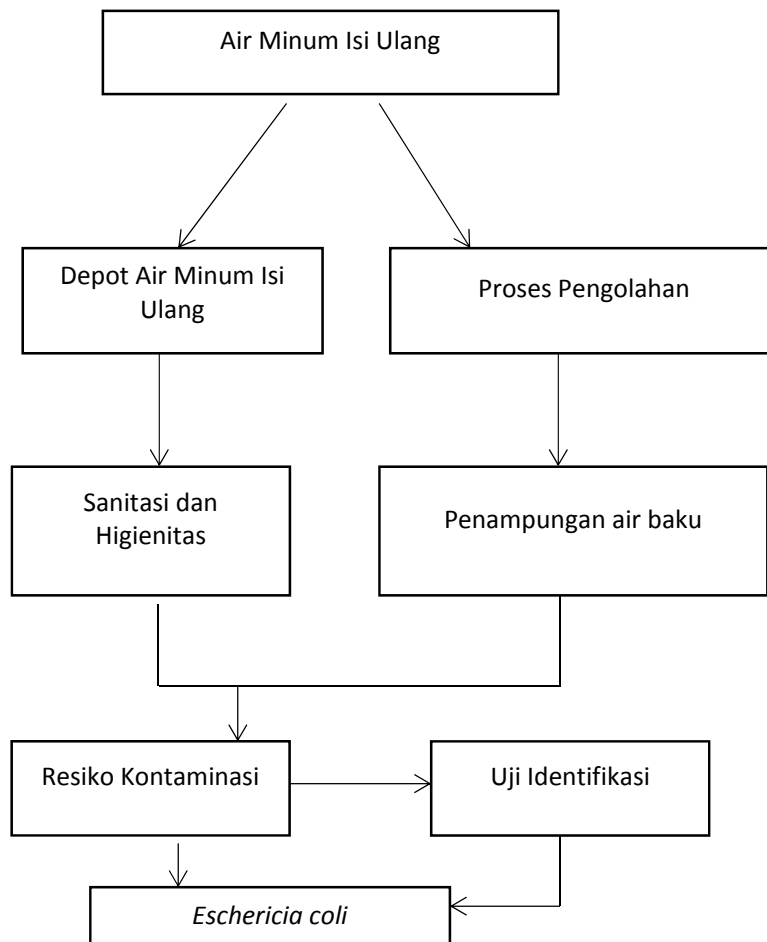 Air Minum Isi Ulang
Depot Air Minum Isi
Ulang
Proses Pengolahan
Sanitasi dan
Higienitas
Penampungan air baku
Resiko Kontaminasi
Uji Identifikasi
Eschericia coli